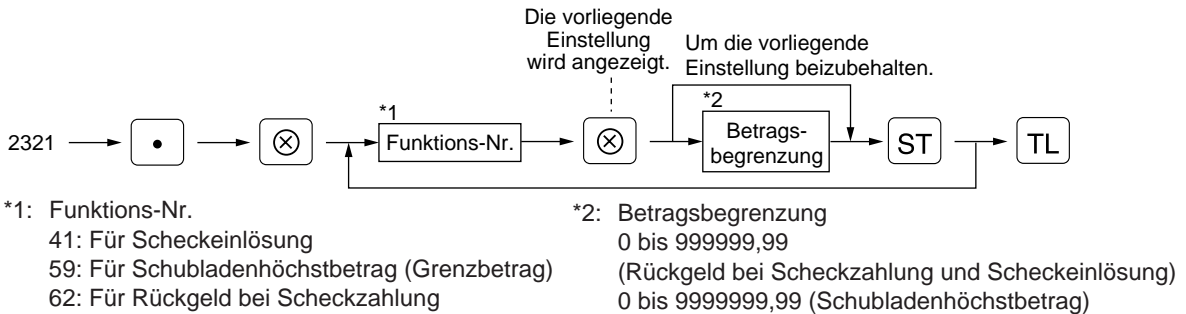 Die vorliegende
Einstellung
wird angezeigt.
Um die vorliegende
Einstellung beizubehalten.
*1
*2
2321
•
⊗
Funktions-Nr.
⊗
Betrags-
begrenzung
ST
TL
*1: Funktions-Nr.
41: Für Scheckeinlösung
59: Für Schubladenhöchstbetrag (Grenzbetrag)
62: Für Rückgeld bei Scheckzahlung
*2: Betragsbegrenzung
0 bis 999999,99
(Rückgeld bei Scheckzahlung und Scheckeinlösung)
0 bis 9999999,99 (Schubladenhöchstbetrag)